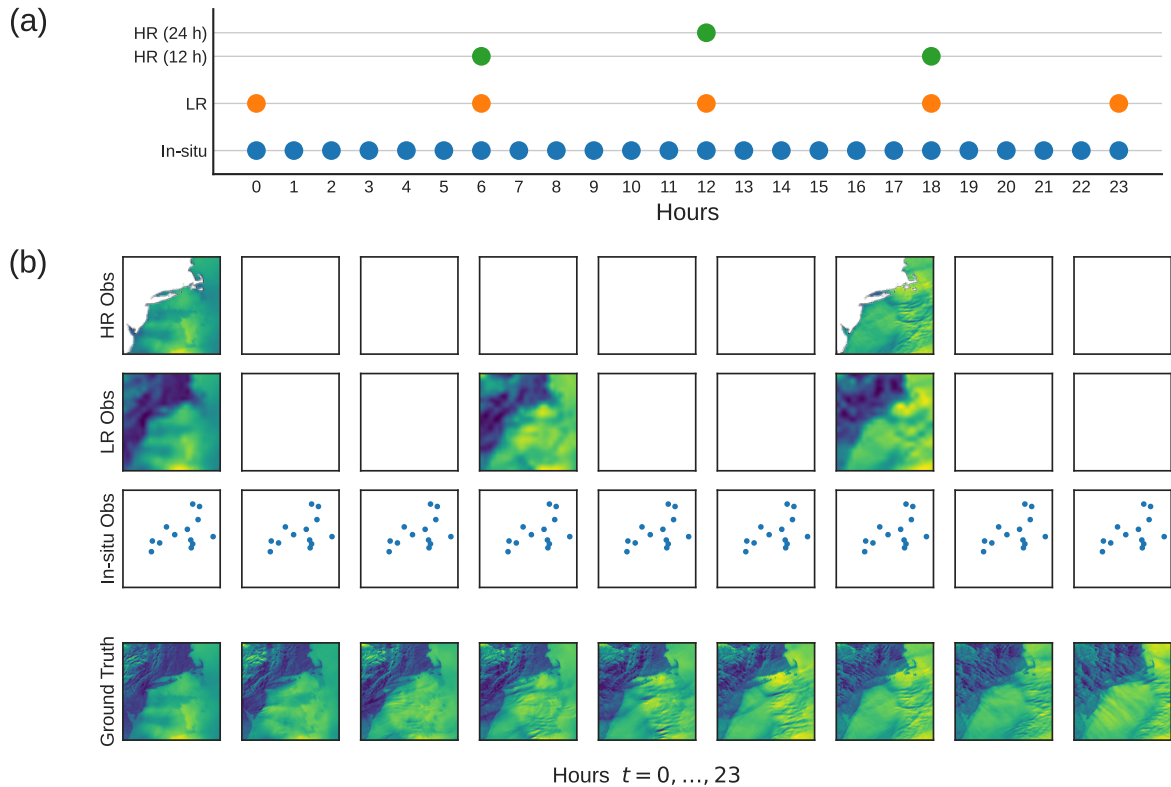 (a)
HR (24 h)
HR (12 h)
LR
In-situ
0 1 2 3 4 5 6 7 8 9 10 11 12 13 14 15 16 17 18 19 20 21 22 23
Hours
(b)
HR Obs
LR Obs
In-situ Obs
Ground Truth
Hours t = 0, ..., 23